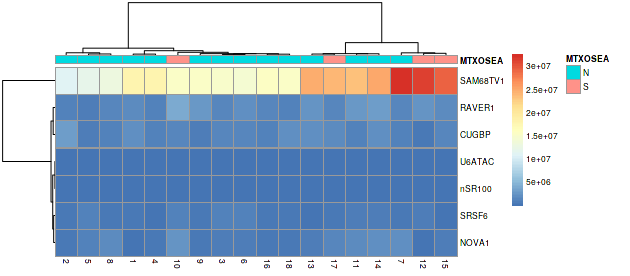 MTXOSEA
SAM68TV1
RAVER1
CUGBP
U6ATAC
nSR100
SRSF6
NOVA1
2 5 8 1 4 10 9 3 6 16 18 13 17 11 14 7 12 15
3e+07
2.5e+07
2e+07
1.5e+07
1e+07
5e+06
MTXOSEA
N
S